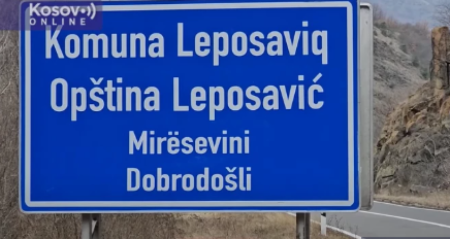 Kosovo
ONLINE
Komuna Leposaviq
Opština Leposavić
Mirësevini
Dobrodošli